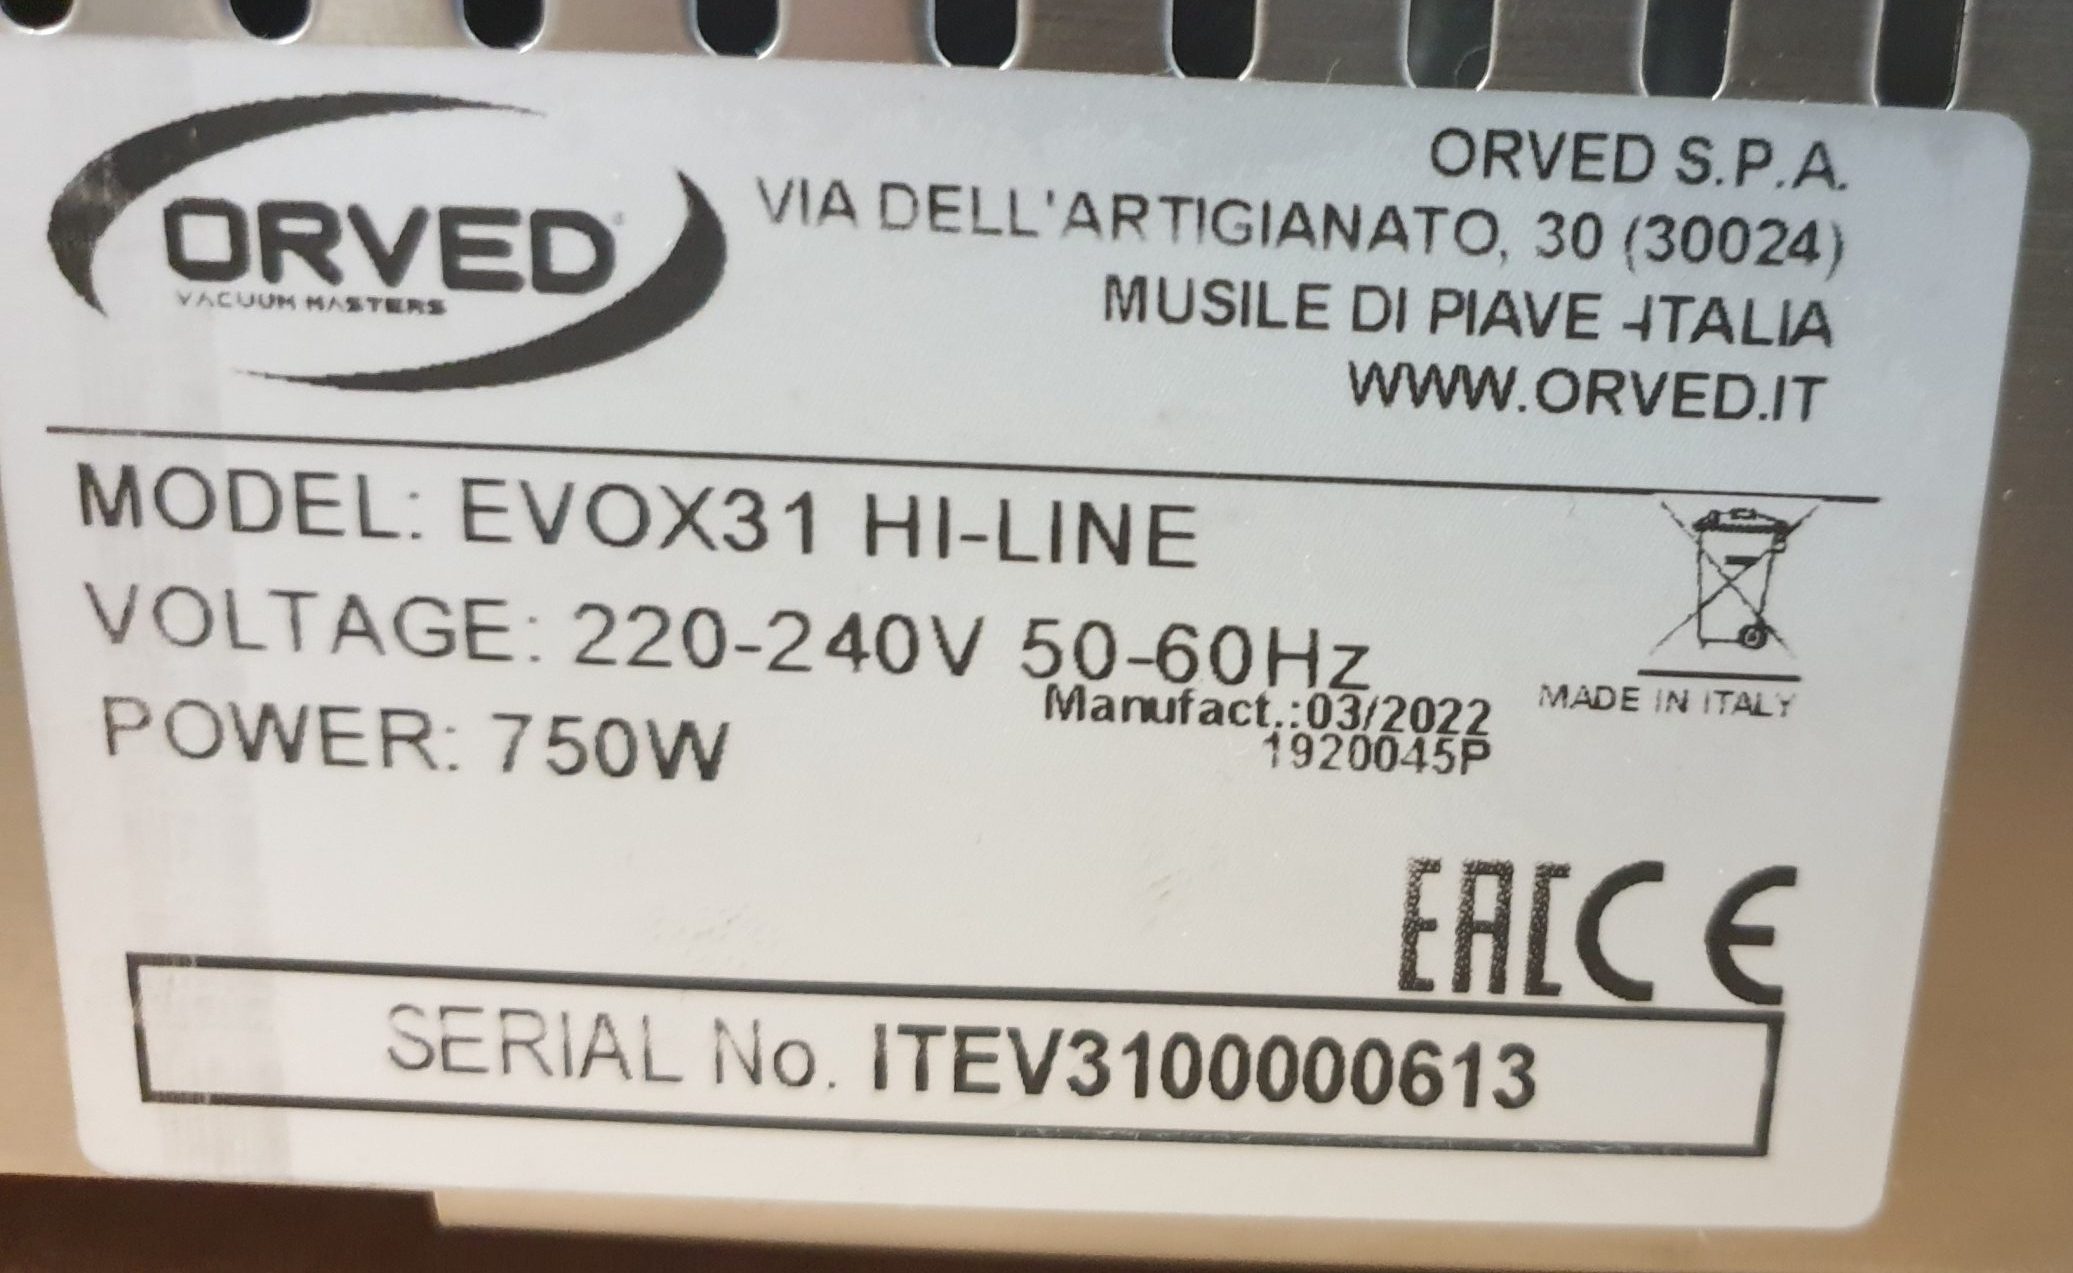 ORVED
VACUUM MASTERS
ORVED S.P.A.
VIA DELL'ARTIGIANATO, 30 (30024)
MUSILE DI PIAVE -ITALIA
WWW.ORVED.IT
MODEL: EVOX31 HI-LINE
VOLTAGE: 220-240V 50-60Hz
POWER: 750W
Manufact.:03/2022
1920045P
MADE IN ITALY
EAC CE
SERIAL No. ITEV3100000613